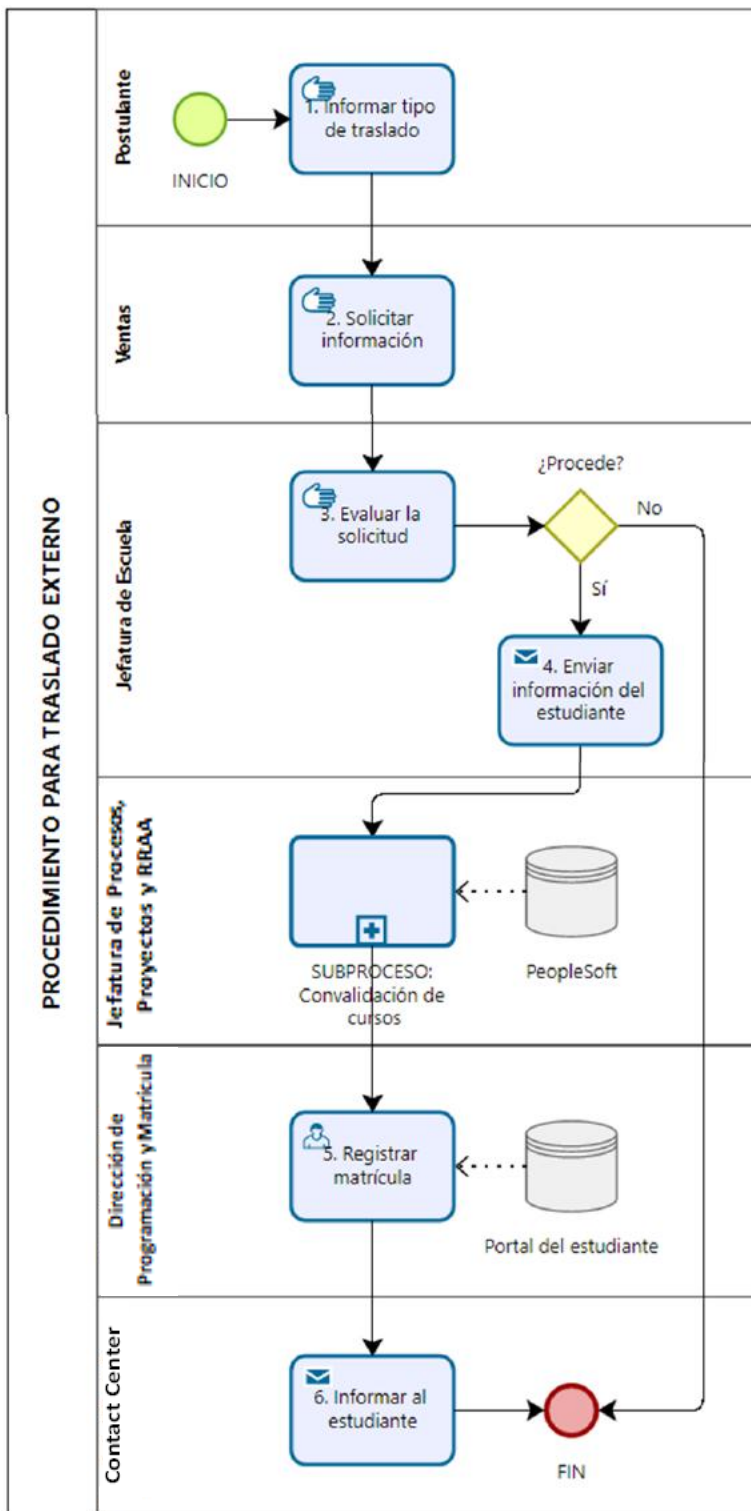 PROCEDIMIENTO PARA TRASLADO EXTERNO
Postulante
INICIO
1. Informar tipo
de traslado
Ventas
2. Solicitar
información
Jefatura de Escuela
3. Evaluar la
solicitud
¿Procede?
No
Sí
4. Enviar
información del
estudiante
Jefatura de Procesos,
Proyectos y RRAA
SUBPROCESO:
Convalidación de
cursos
PeopleSoft
Dirección de
Programación y Matrícula
5. Registrar
matrícula
Portal del estudiante
Contact Center
6. Informar al
estudiante
FIN